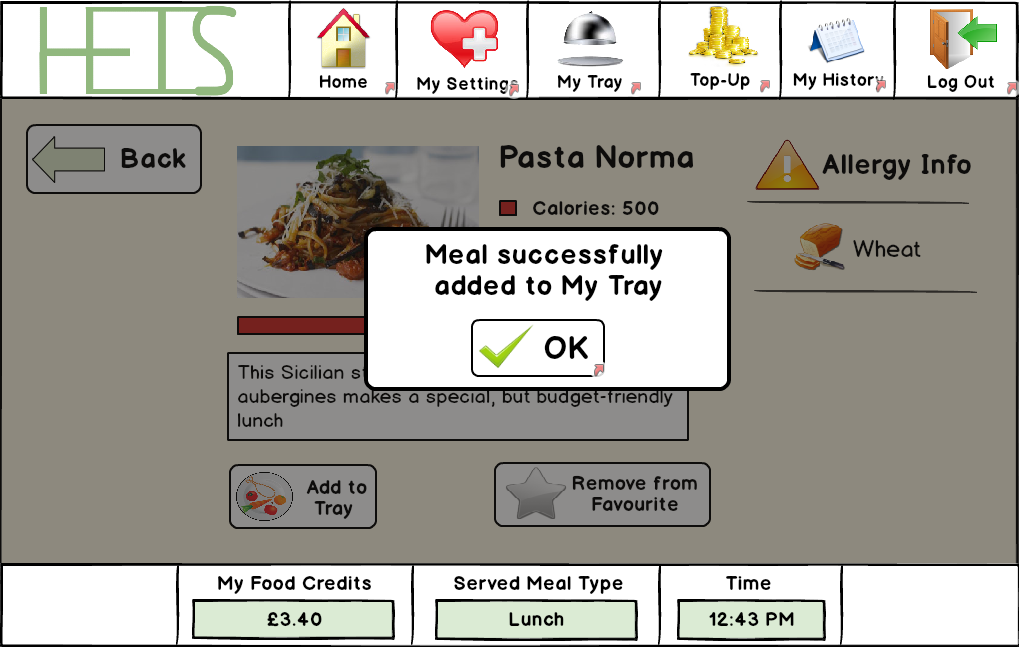 HETS
Home
My Settings
My Tray
Top-Up
My History
Log Out
Back
Pasta Norma
Calories: 500
Allergy Info
Wheat
Meal successfully
added to My Tray
OK
This Sicilian
aubergines makes a special, but budget-friendly
lunch
Add to
Tray
Remove from
Favourite
My Food Credits
£3.40
Served Meal Type
Lunch
Time
12:43 PM